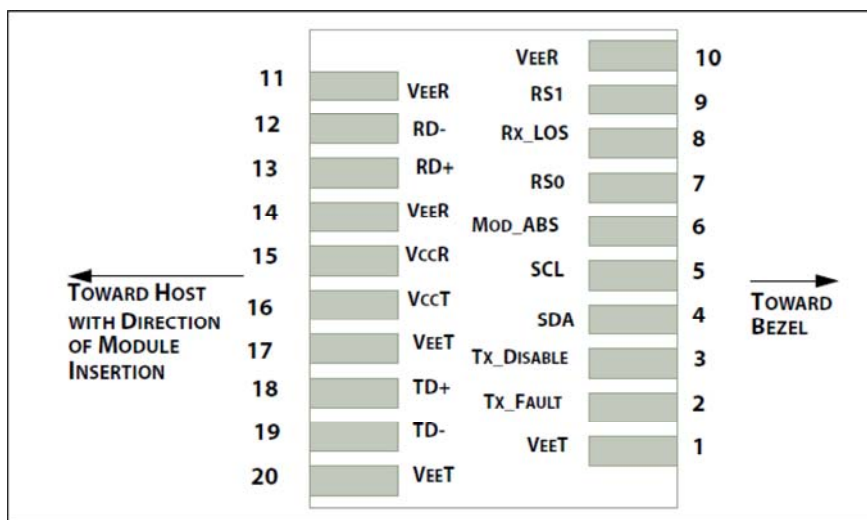 11 VEER
12 RD-
13 RD+
14 VEER
15 VCCR
16 VCCT
17 VEET
18 TD+
19 TD-
20 VEET
VEER 10
RS1 9
RX_LOS 8
RS0 7
MOD_ABS 6
SCL 5
SDA 4
TX_DISABLE 3
TX_FAULT 2
VEET 1
TOWARD HOST
WITH DIRECTION
OF MODULE
INSERTION
TOWARD
BEZEL